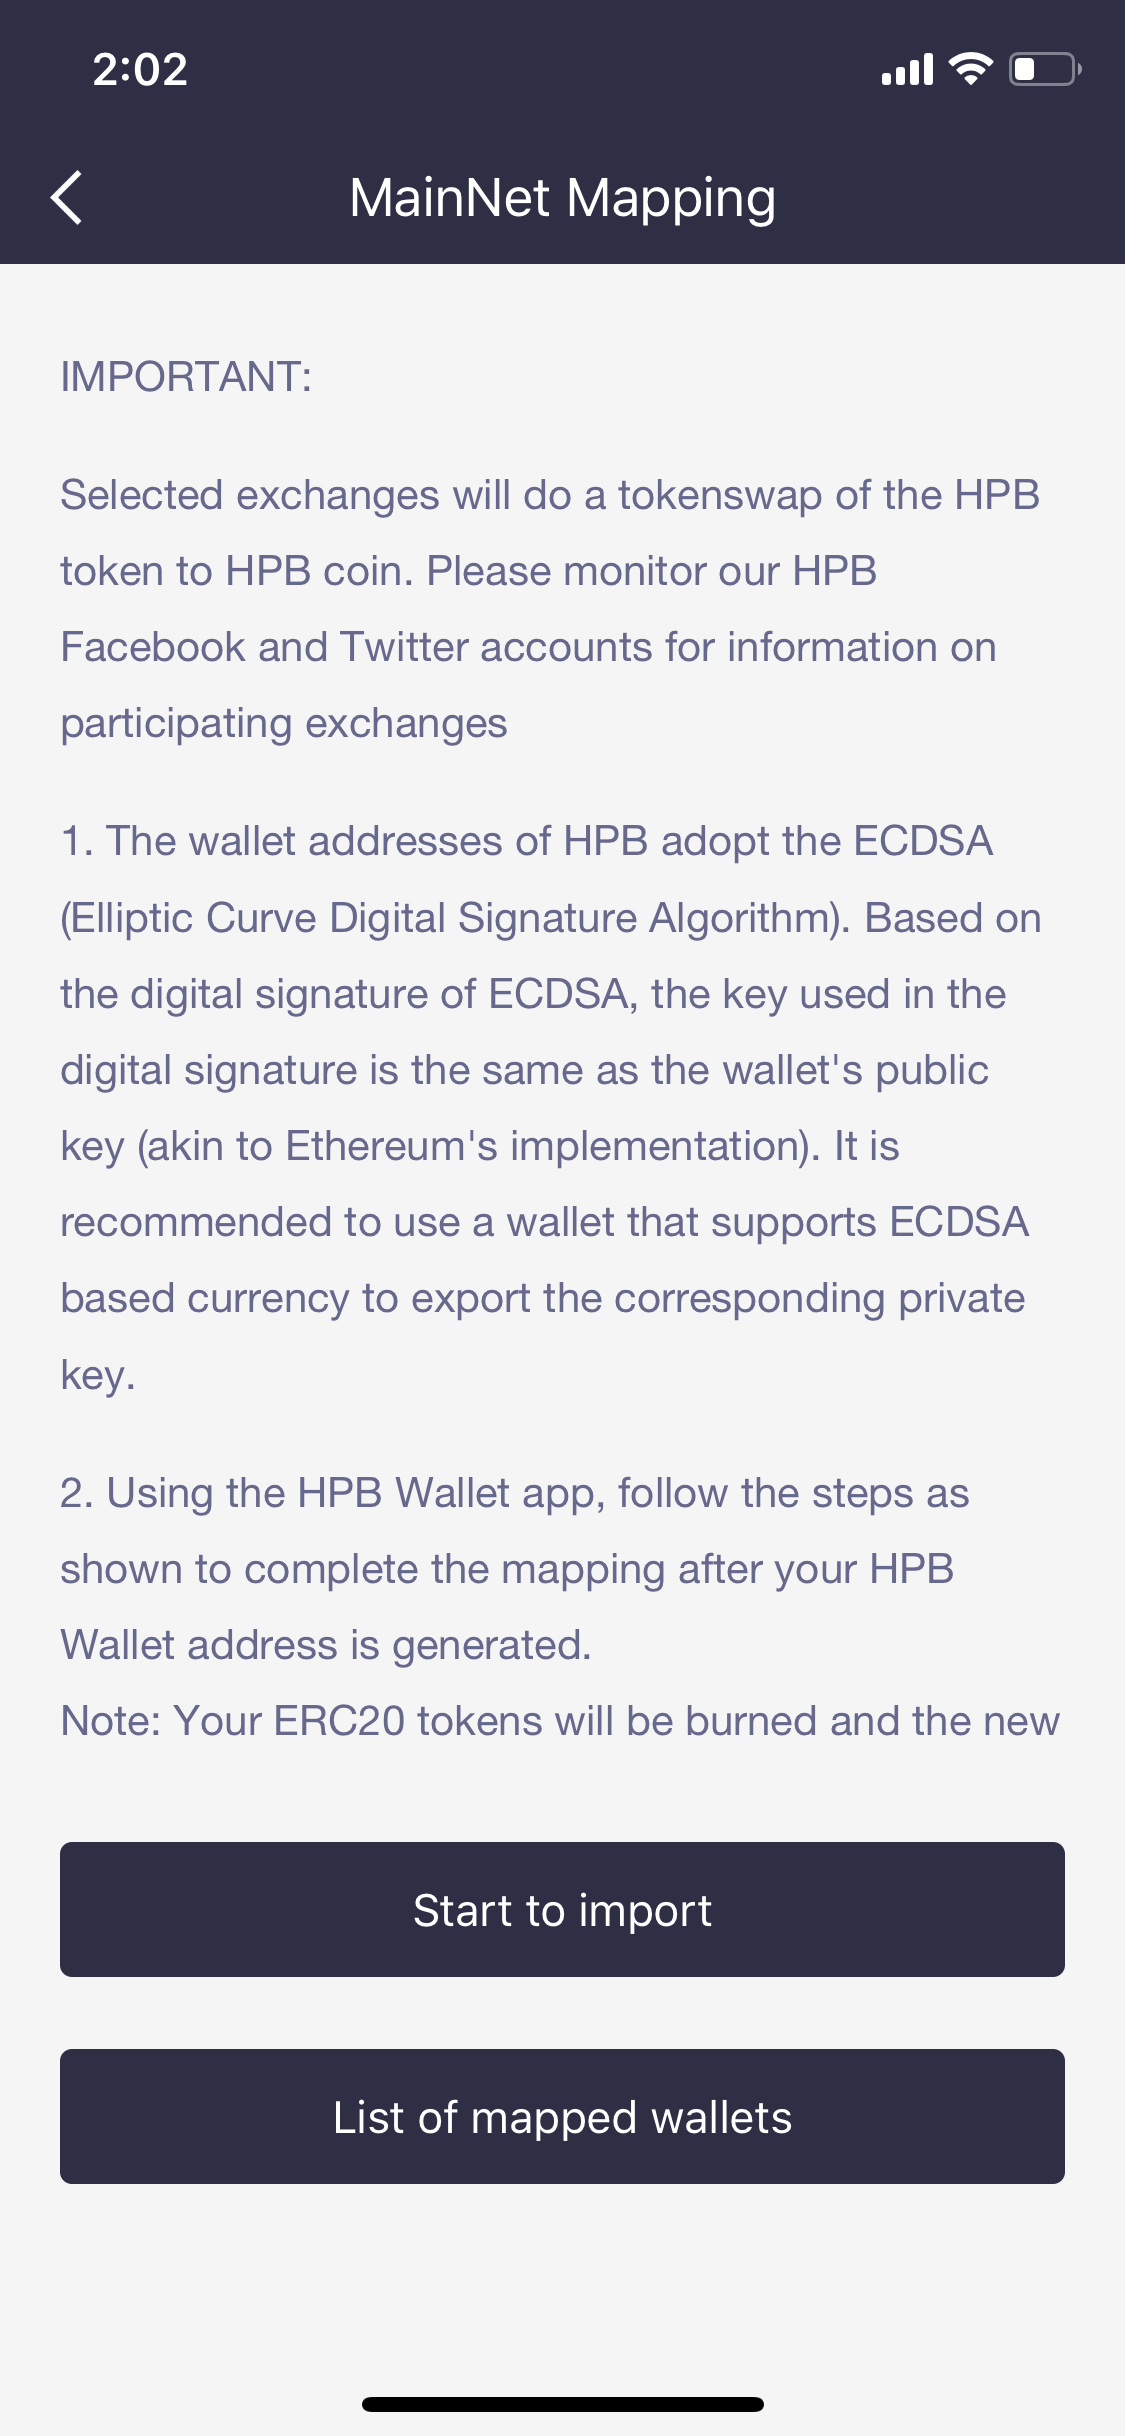 2:02
MainNet Mapping
IMPORTANT:
Selected exchanges will do a tokenswap of the HPB
token to HPB coin. Please monitor our HPB
Facebook and Twitter accounts for information on
participating exchanges
1. The wallet addresses of HPB adopt the ECDSA
(Elliptic Curve Digital Signature Algorithm). Based on
the digital signature of ECDSA, the key used in the
digital signature is the same as the wallet's public
key (akin to Ethereum's implementation). It is
recommended to use a wallet that supports ECDSA
based currency to export the corresponding private
key.
2. Using the HPB Wallet app, follow the steps as
shown to complete the mapping after your HPB
Wallet address is generated.
Note: Your ERC20 tokens will be burned and the new
Start to import
List of mapped wallets